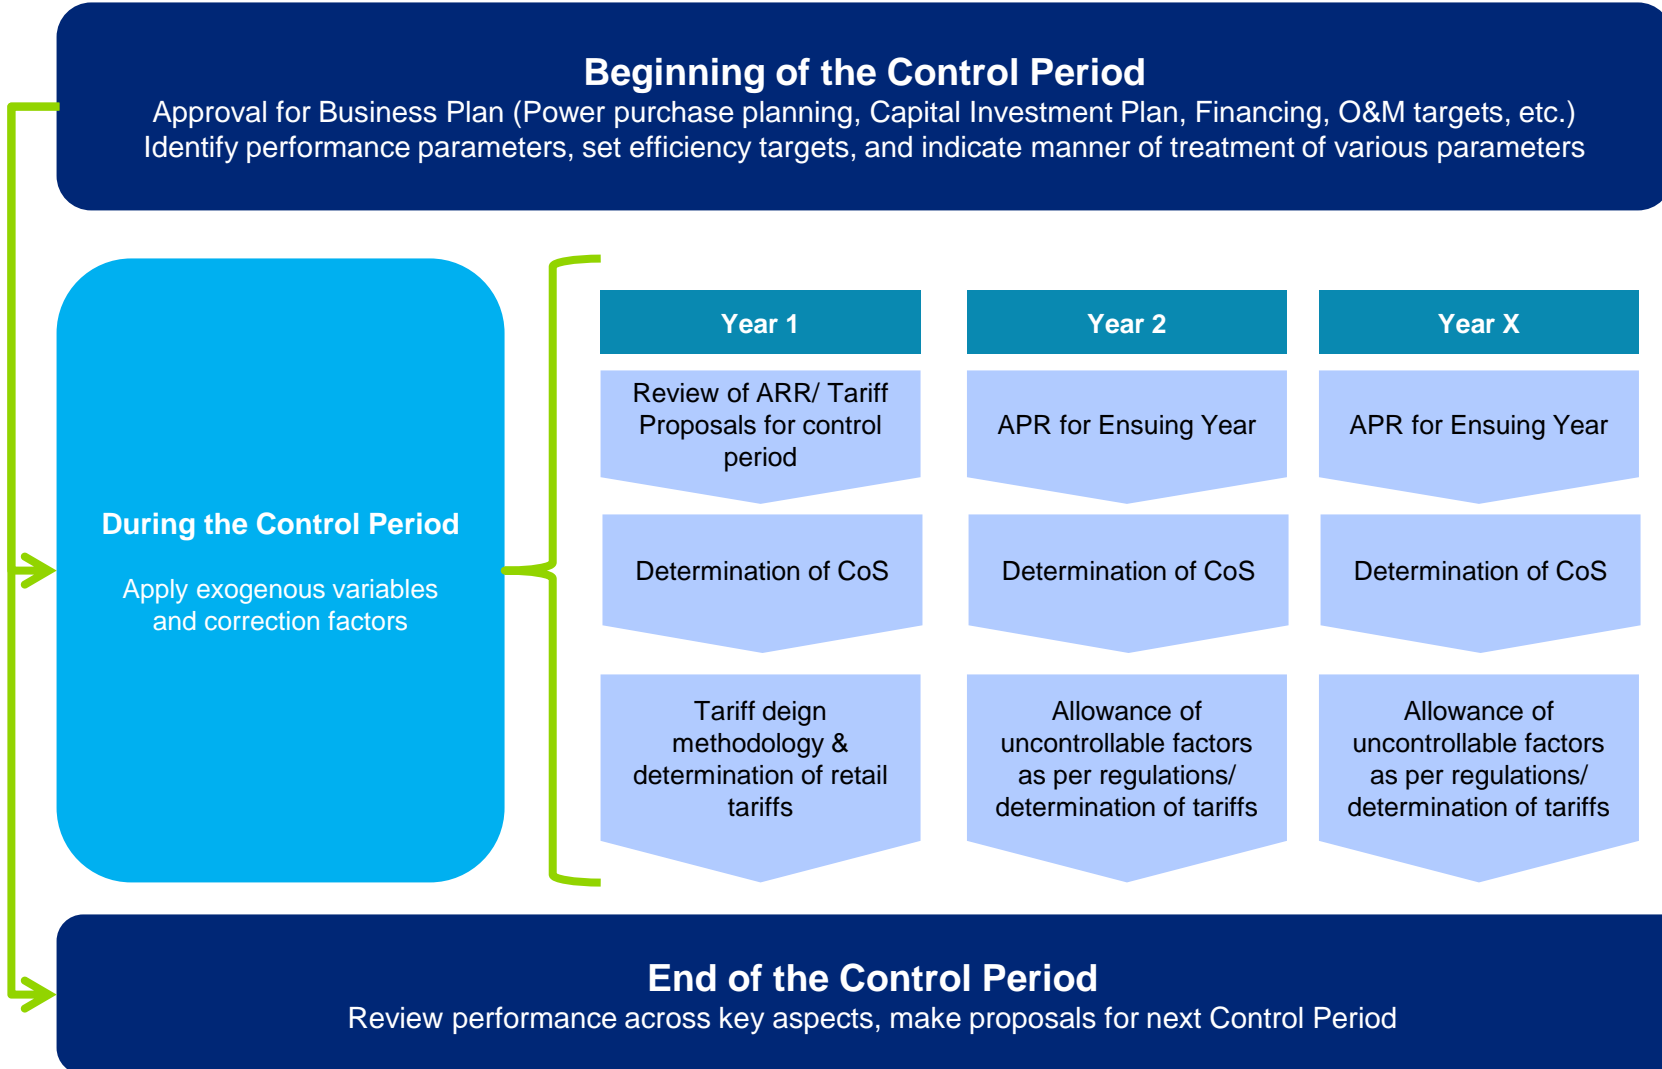 Beginning of the Control Period
Approval for Business Plan (Power purchase planning, Capital Investment Plan, Financing, O&M targets, etc.)
Identify performance parameters, set efficiency targets, and indicate manner of treatment of various parameters
During the Control Period
Apply exogenous variables
and correction factors
Year 1
Review of ARR/ Tariff
Proposals for control
period
Determination of CoS
Tariff deign
methodology &
determination of retail
tariffs
Year 2
APR for Ensuing Year
Determination of CoS
Allowance of
uncontrollable factors
as per regulations/
determination of tariffs
Year X
APR for Ensuing Year
Determination of CoS
Allowance of
uncontrollable factors
as per regulations/
determination of tariffs
End of the Control Period
Review performance across key aspects, make proposals for next Control Period